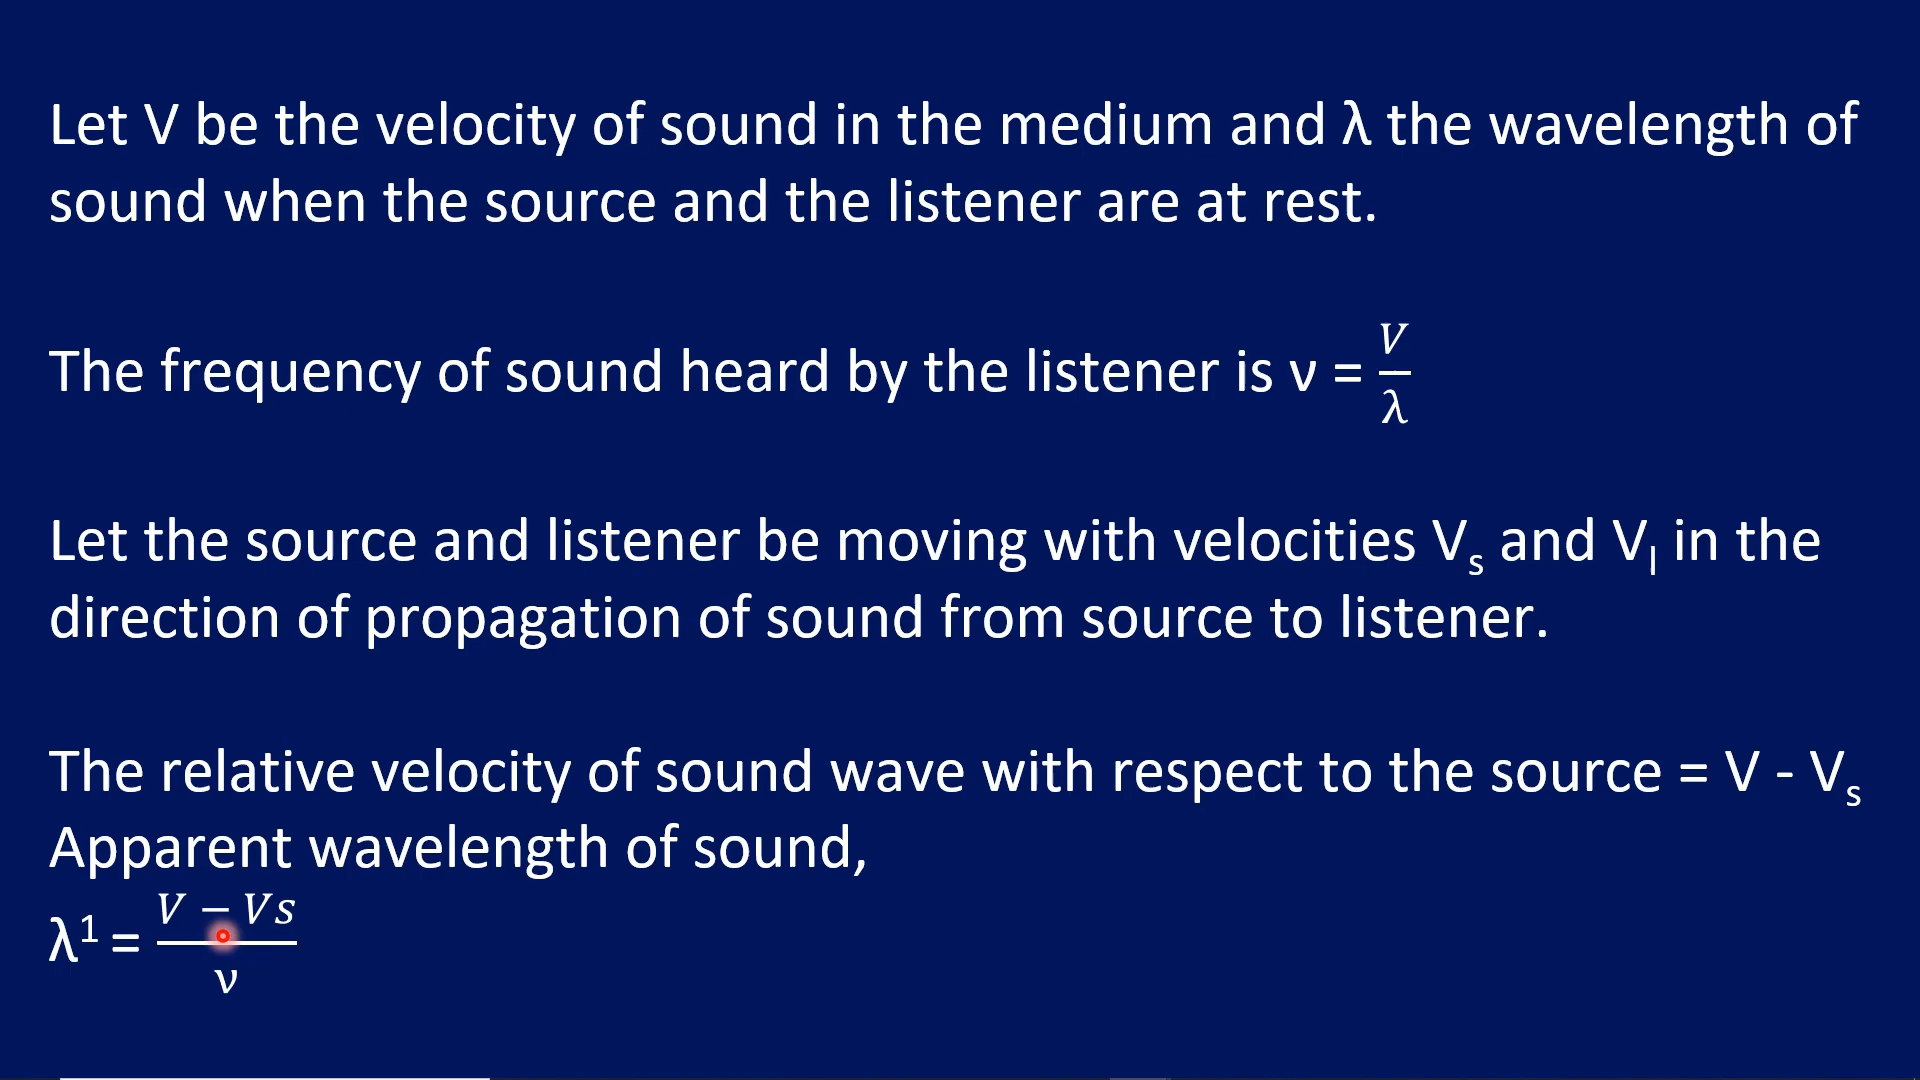 Let V be the velocity of sound in the medium and λ the wavelength of
sound when the source and the listener are at rest.
The frequency of sound heard by the listener is ν = V/λ
Let the source and listener be moving with velocities Vₛ and Vₗ in the
direction of propagation of sound from source to listener.
The relative velocity of sound wave with respect to the source = V - Vₛ
Apparent wavelength of sound,
λ¹ = (V − Vs)/ν